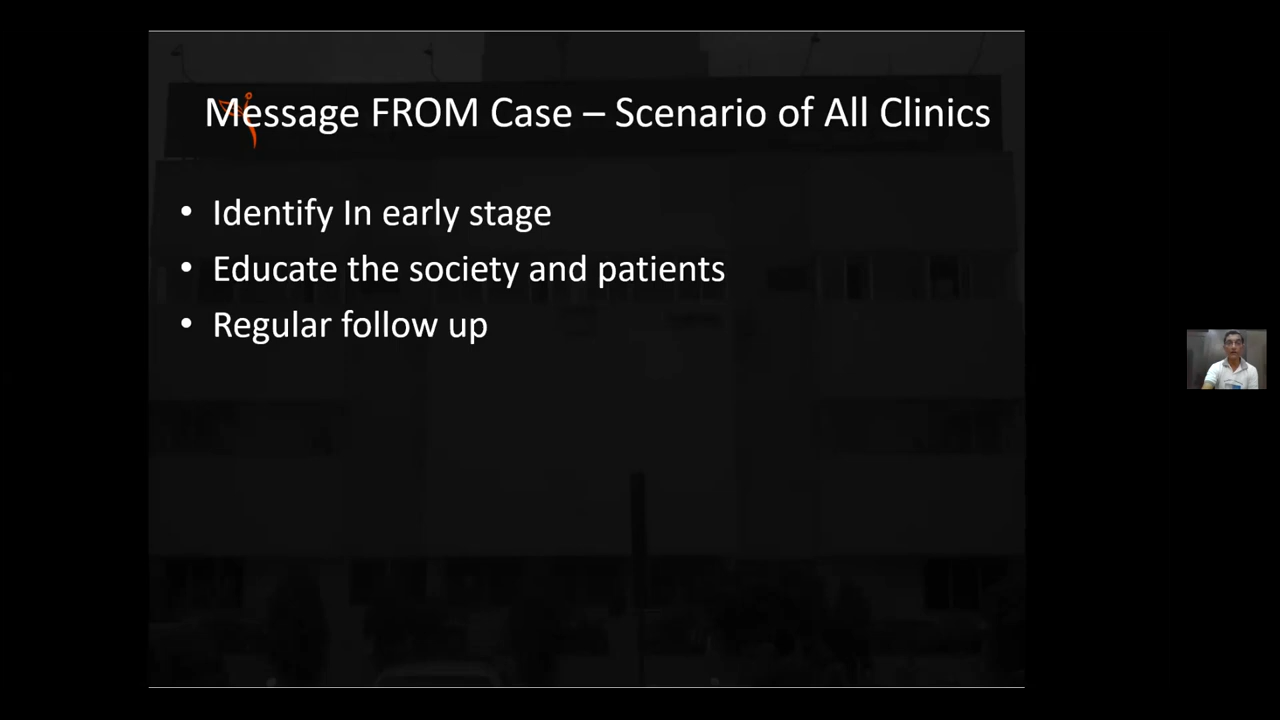 Message FROM Case – Scenario of All Clinics
• Identify In early stage
• Educate the society and patients
• Regular follow up